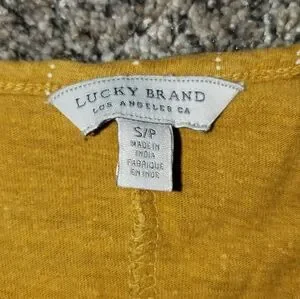 LUCKY BRAND
LOS ANGELES CA
S/P
MADE IN
INDIA
FABRIQUÉ
EN INDE